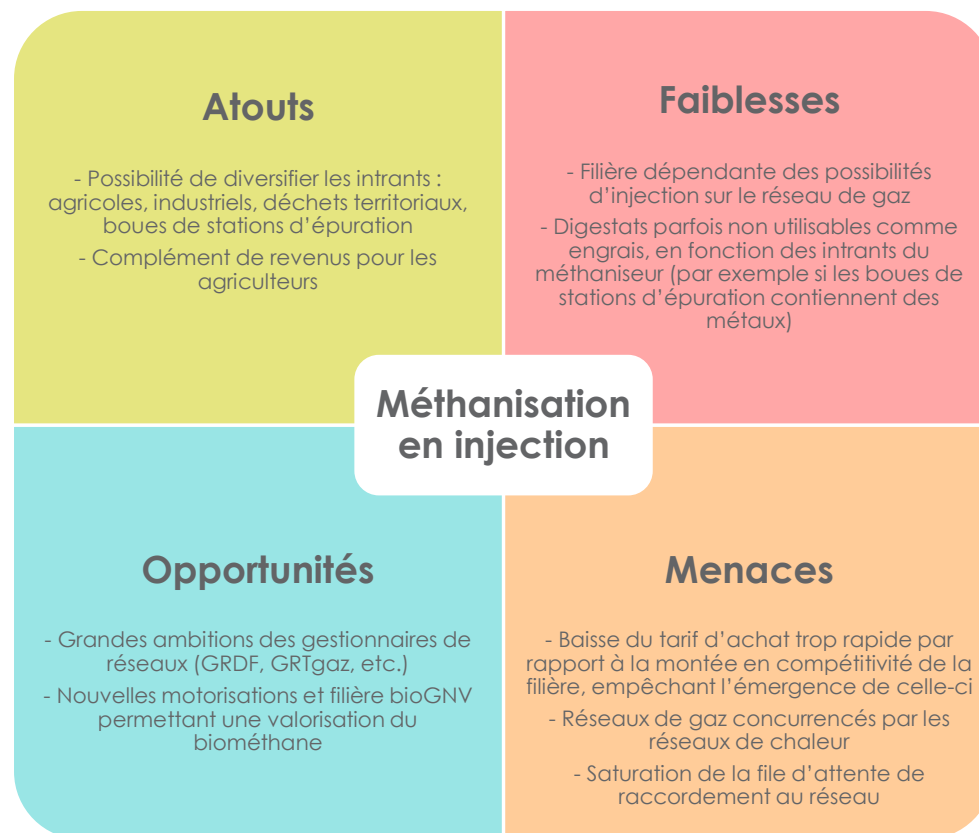 Atouts
- Possibilité de diversifier les intrants :
agricoles, industriels, déchets territoriaux,
boues de stations d’épuration
- Complément de revenus pour les
agriculteurs
Faiblesses
- Filière dépendante des possibilités
d’injection sur le réseau de gaz
- Digestats parfois non utilisables comme
engrais, en fonction des intrants du
méthaniseur (par exemple si les boues de
stations d’épuration contiennent des
métaux)
Méthanisation
en injection
Opportunités
- Grandes ambitions des gestionnaires de
réseaux (GRDF, GRTgaz, etc.)
- Nouvelles motorisations et filière bioGNV
permettant une valorisation du
biométhane
Menaces
- Baisse du tarif d’achat trop rapide par
rapport à la montée en compétitivité de la
filière, empêchant l’émergence de celle-ci
- Réseaux de gaz concurrencés par les
réseaux de chaleur
- Saturation de la file d’attente de
raccordement au réseau